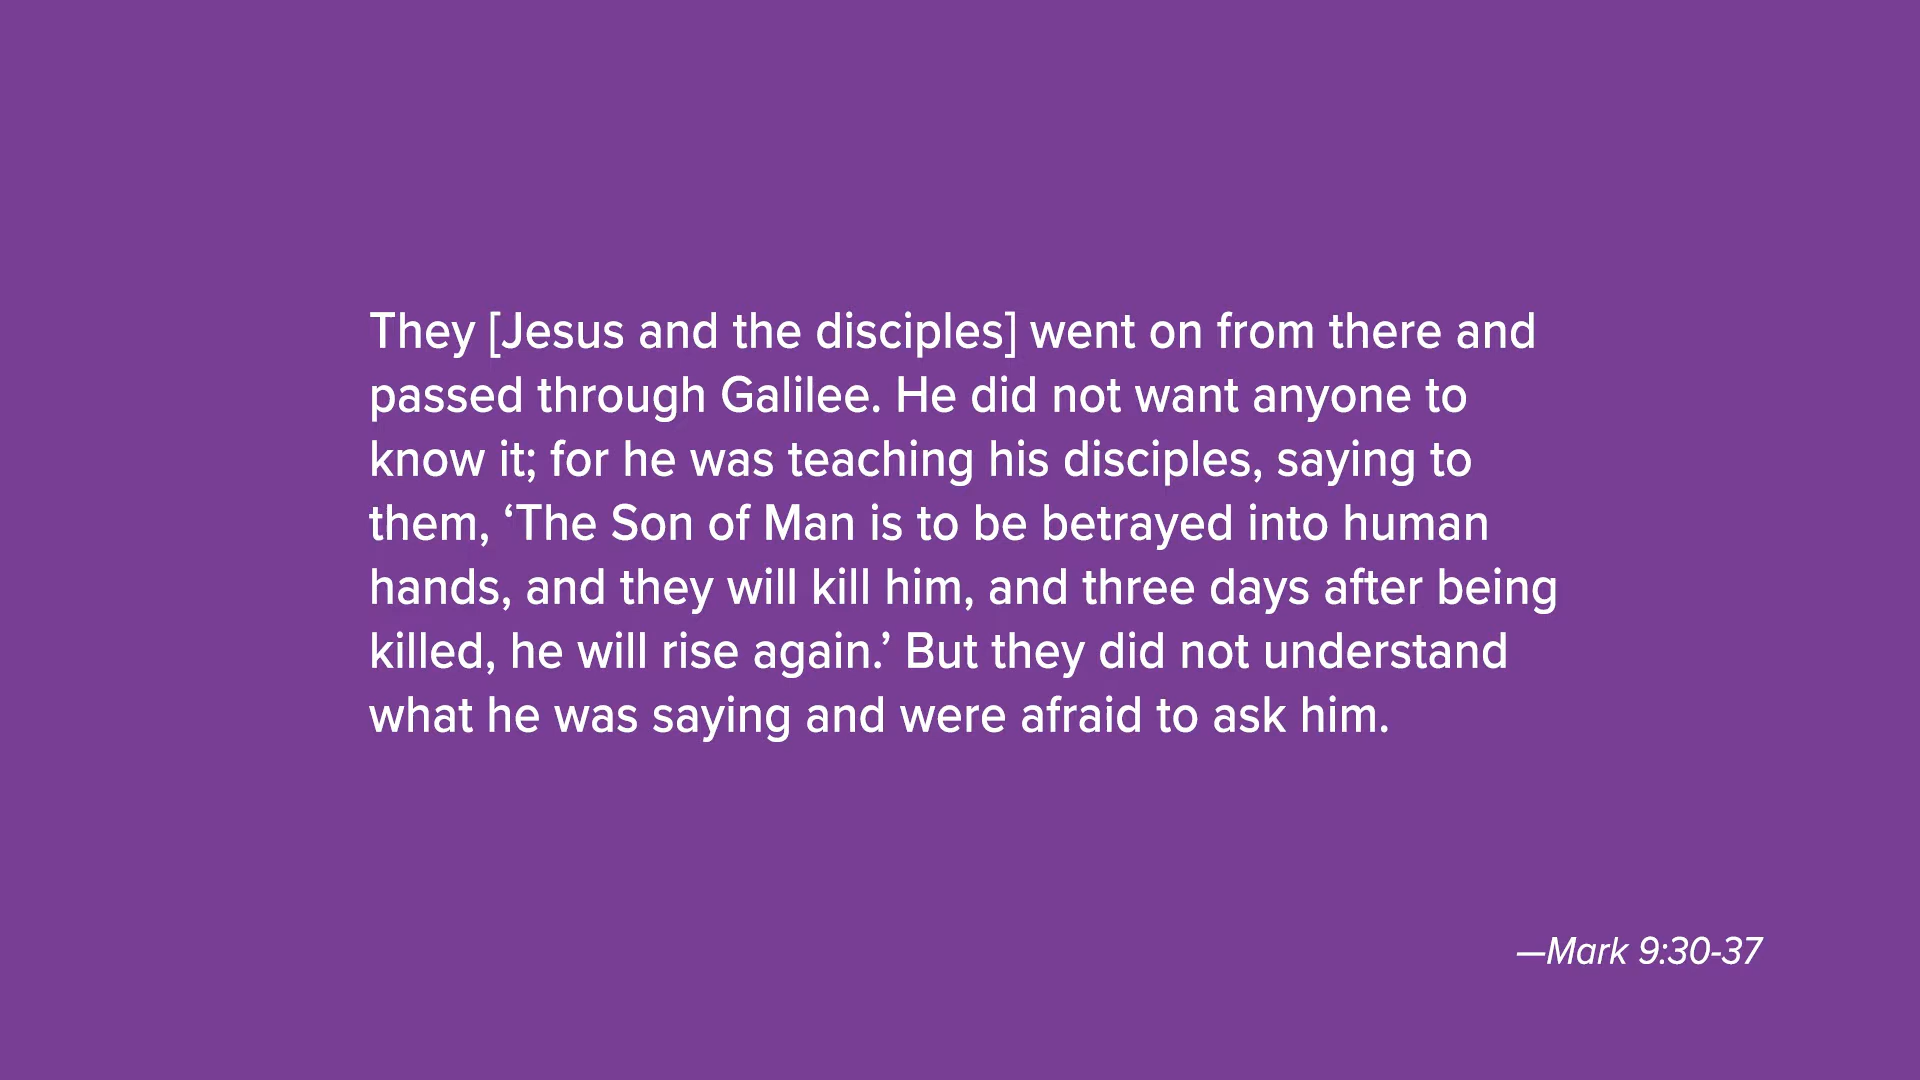 They [Jesus and the disciples] went on from there and
passed through Galilee. He did not want anyone to
know it; for he was teaching his disciples, saying to
them, ‘The Son of Man is to be betrayed into human
hands, and they will kill him, and three days after being
killed, he will rise again.’ But they did not understand
what he was saying and were afraid to ask him.
—Mark 9:30-37